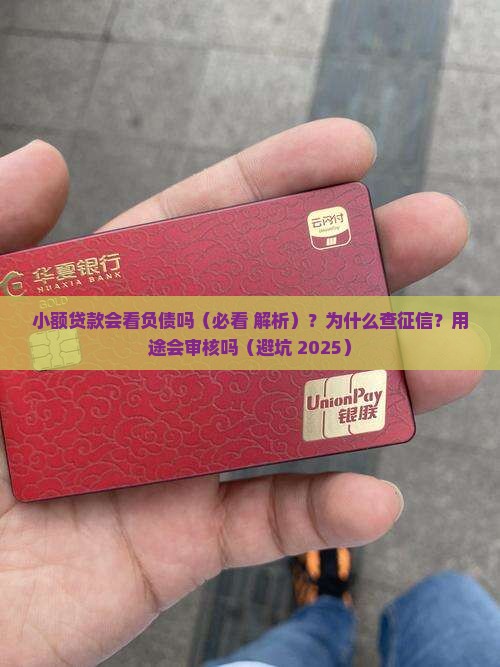 云闪付
UnionPay
华夏银行
HUAXIA BANK
GOLD
小额贷款会看负债吗（必看 解析）？为什么查征信？用
途会审核吗（避坑 2025）
UnionPay
银联